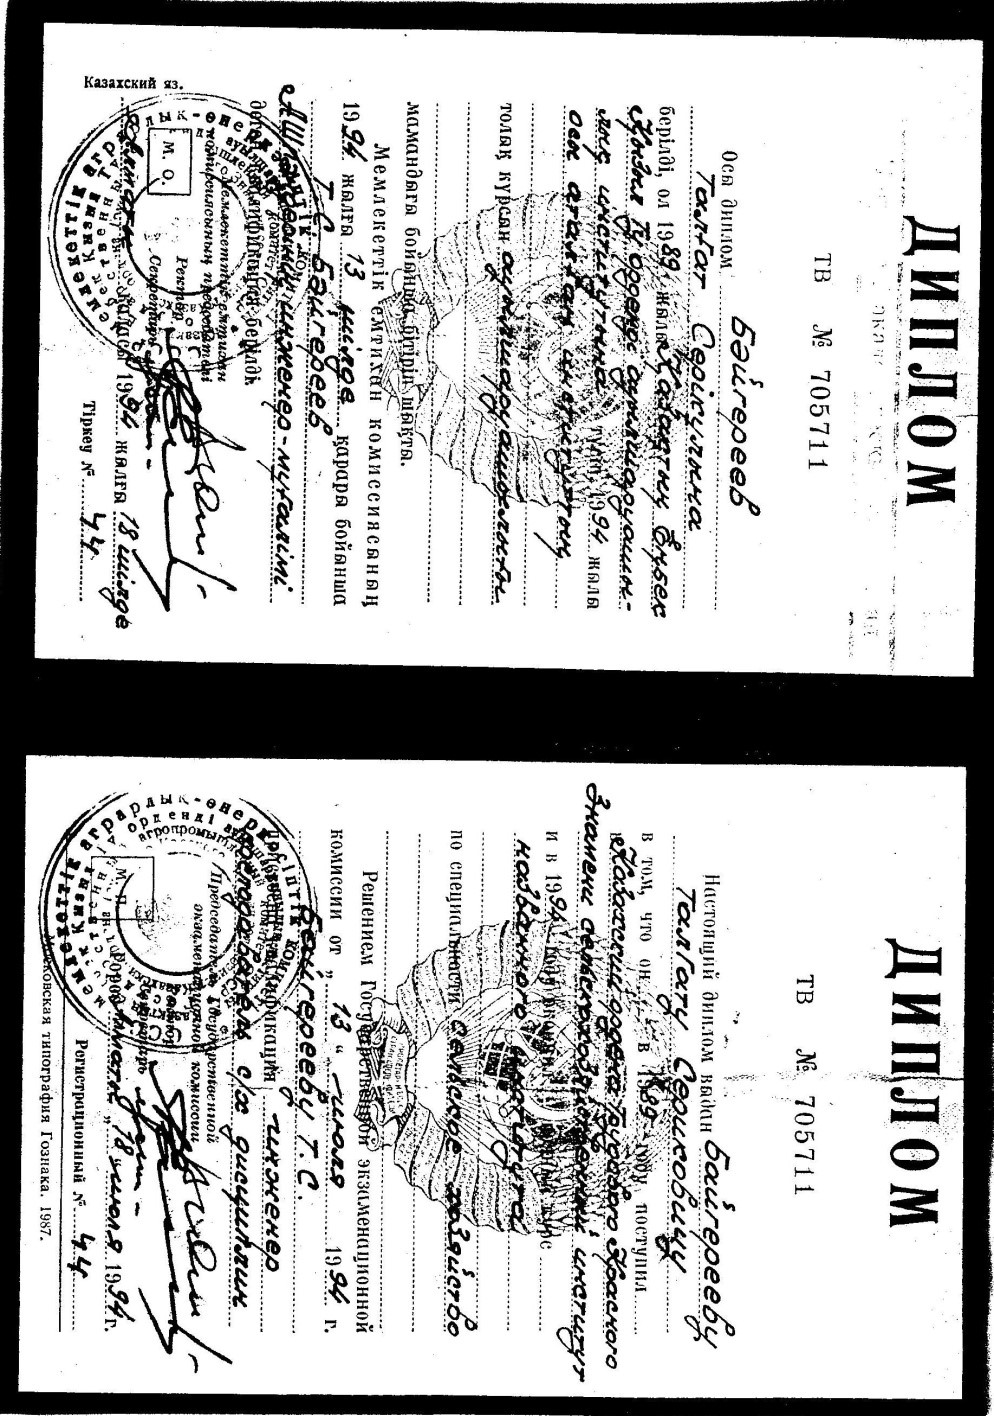 ДИПЛОМ
ТВ № 705711
Осы диплом Бәйгереев
Талғат Серікулына
берілді, ол 1989 жылы Қазақтың Еңбек
Қызыл Ту орденді ауылшаруашы-
лық институтына түсіп, 1994 жылы
осы аталған институттың
толық курсын ауылшаруашылығы
мамандығы бойынша бітіріп шықты.
Мемлекеттік емтихан комиссиясының
1994 жылғы 13 шілде қарары бойынша
Т. С. Бәйгереев
инженер-мұғалімі
деген квалификация берілді.
Мемлекеттік емтихан
комиссиясының председателі
Ректор
М. О.
Секретарь
Алматы қаласы 1994 жылғы 18 шілде
Тіркеу № 44
Казахский яз.
ДИПЛОМ
ТВ № 705711
Настоящий диплом выдан Байгерееву
Талгату Сериковичу
в том, что он в 1989 году поступил
в Казахский ордена Трудового Красного
Знамени сельскохозяйственный институт
и в 1994 году окончил полный курс
названного института
по специальности сельское хозяйство
Решением Государственной экзаменационной
комиссии от „13“ июля 1994 г.
Байгерееву Т. С.
присвоена квалификация инженер
преподаватель с/х дисциплин
Председатель Государственной
экзаменационной комиссии
Ректор
Секретарь
М. П.
Город Алматы „18“ июля 1994 г.
Регистрационный № 44
Московская типография Гознака. 1987.